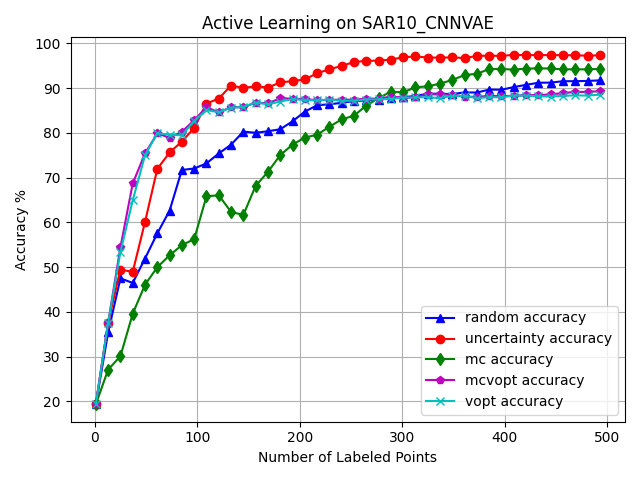 Active Learning on SAR10_CNNVAE
Accuracy %
100
90
80
70
60
50
40
30
20
0
100
200
300
400
500
Number of Labeled Points
random accuracy
uncertainty accuracy
mc accuracy
mcvopt accuracy
vopt accuracy